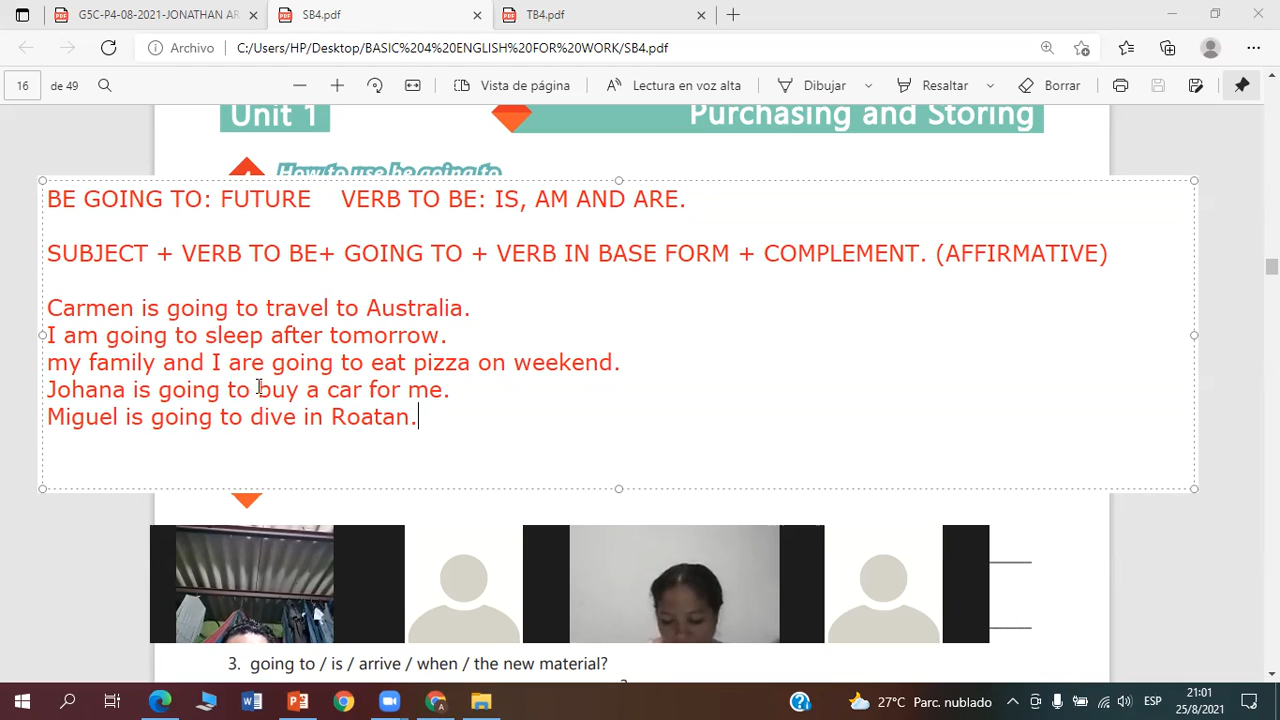 G5C-P4-08-2021-JONATHAN AR
SB4.pdf
TB4.pdf
Archivo
C:/Users/HP/Desktop/BASIC%204%20ENGLISH%20FOR%20WORK/SB4.pdf
16 de 49
Vista de página
Lectura en voz alta
Dibujar
Resaltar
Borrar
Unit 1
Purchasing and Storing
How to use be going to
BE GOING TO: FUTURE VERB TO BE: IS, AM AND ARE.
SUBJECT + VERB TO BE+ GOING TO + VERB IN BASE FORM + COMPLEMENT. (AFFIRMATIVE)
Carmen is going to travel to Australia.
I am going to sleep after tomorrow.
my family and I are going to eat pizza on weekend.
Johana is going to buy a car for me.
Miguel is going to dive in Roatan.
3. going to / is / arrive / when / the new material?
27°C Parc. nublado
ESP
21:01
25/8/2021